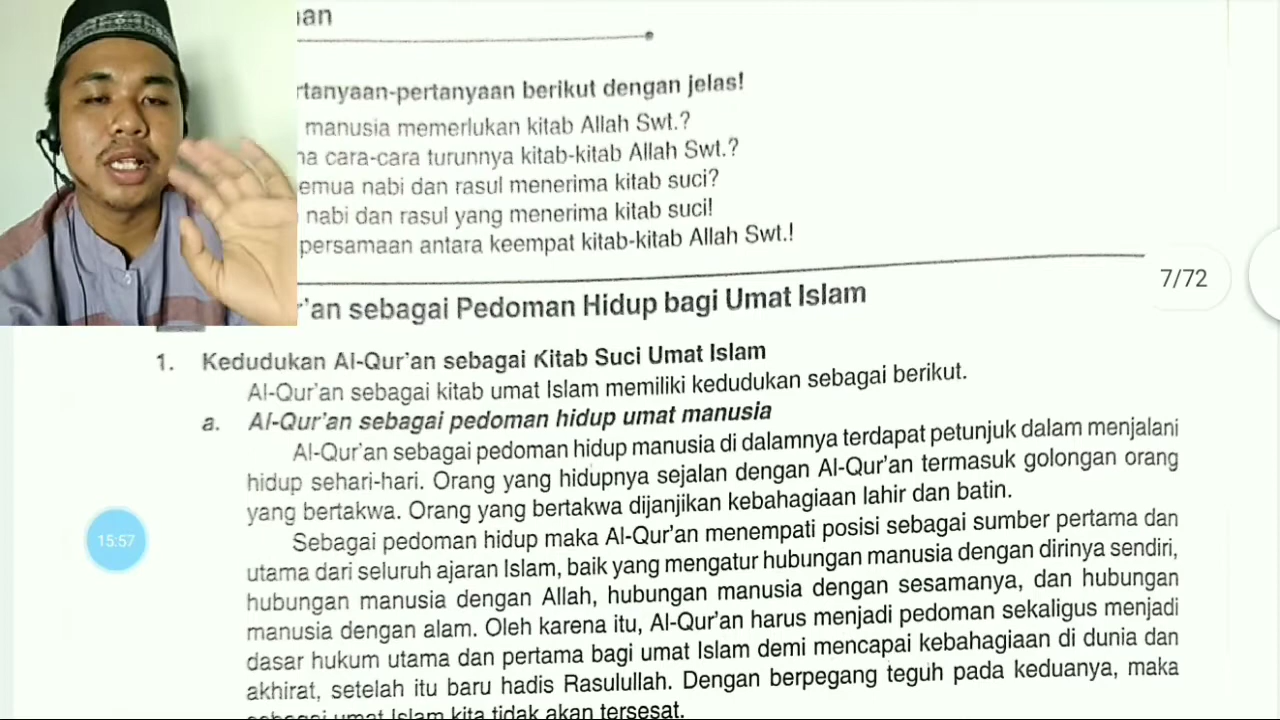 rtanyaan-pertanyaan berikut dengan jelas!
manusia memerlukan kitab Allah Swt.?
cara-cara turunnya kitab-kitab Allah Swt.?
emua nabi dan rasul menerima kitab suci?
nabi dan rasul yang menerima kitab suci!
persamaan antara keempat kitab-kitab Allah Swt.!
7/72
'an sebagai Pedoman Hidup bagi Umat Islam
1. Kedudukan Al-Qur'an sebagai Kitab Suci Umat Islam
Al-Qur'an sebagai kitab umat Islam memiliki kedudukan sebagai berikut.
a. Al-Qur'an sebagai pedoman hidup umat manusia
Al-Qur'an sebagai pedoman hidup manusia di dalamnya terdapat petunjuk dalam menjalani
hidup sehari-hari. Orang yang hidupnya sejalan dengan Al-Qur'an termasuk golongan orang
yang bertakwa. Orang yang bertakwa dijanjikan kebahagiaan lahir dan batin.
15:57
Sebagai pedoman hidup maka Al-Qur'an menempati posisi sebagai sumber pertama dan
utama dari seluruh ajaran Islam, baik yang mengatur hubungan manusia dengan dirinya sendiri,
hubungan manusia dengan Allah, hubungan manusia dengan sesamanya, dan hubungan
manusia dengan alam. Oleh karena itu, Al-Qur'an harus menjadi pedoman sekaligus menjadi
dasar hukum utama dan pertama bagi umat Islam demi mencapai kebahagiaan di dunia dan
akhirat, setelah itu baru hadis Rasulullah. Dengan berpegang teguh pada keduanya, maka
sebagai umat Islam kita tidak akan tersesat.